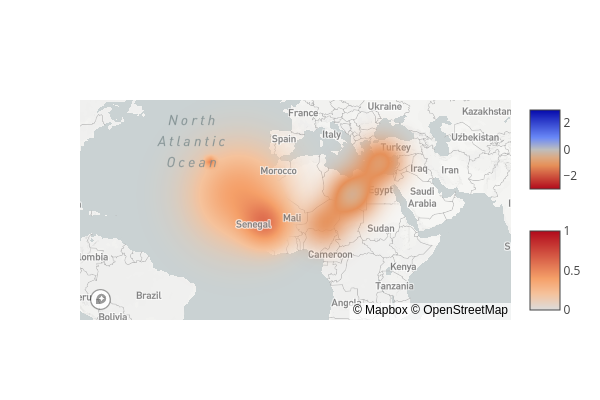 North
Atlantic
Ocean
France
Ukraine
Kazakhstan
Spain
Italy
Uzbekistan
Turkey
Morocco
Iraq
Iran
Egypt
Saudi
Arabia
Senegal
Mali
Sudan
Cameroon
Kenya
Tanzania
Brazil
Angola
Bolivia
© Mapbox © OpenStreetMap
2
0
−2
1
0.5
0